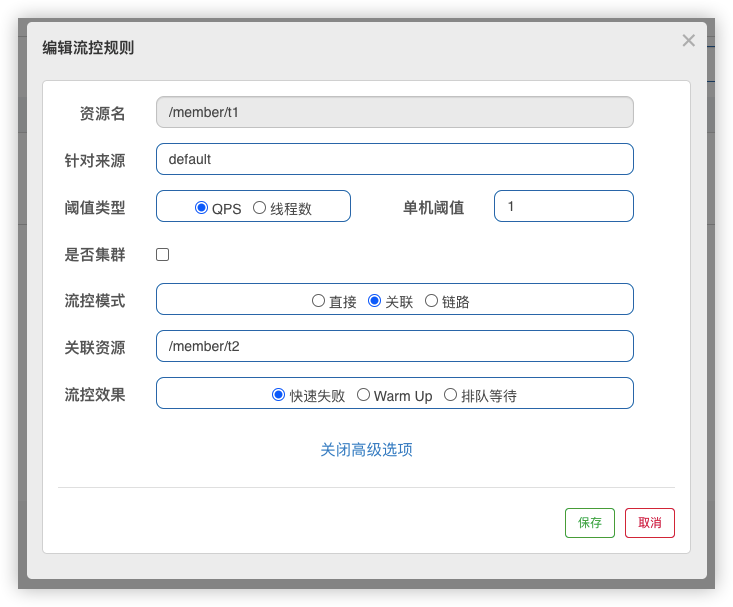 编辑流控规则
资源名 /member/t1
针对来源 default
阈值类型 QPS 线程数 单机阈值 1
是否集群
流控模式 直接 关联 链路
关联资源 /member/t2
流控效果 快速失败 Warm Up 排队等待
关闭高级选项
保存 取消